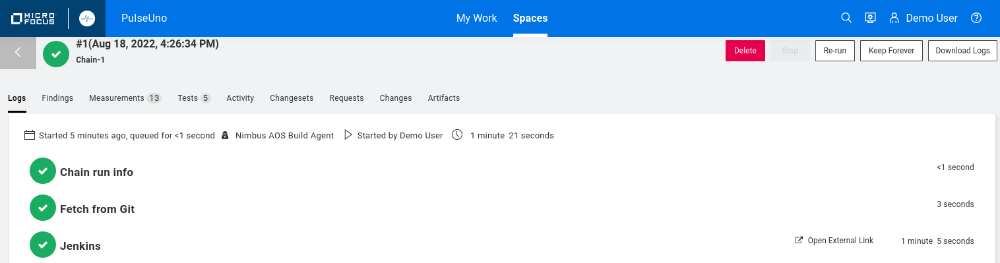 MICRO FOCUS PulseUno My Work Spaces Demo User
#1(Aug 18, 2022, 4:26:34 PM)
Chain-1
Delete Stop Re-run Keep Forever Download Logs
Logs Findings Measurements 13 Tests 5 Activity Changesets Requests Changes Artifacts
Started 5 minutes ago, queued for <1 second Nimbus AOS Build Agent Started by Demo User 1 minute 21 seconds
Chain run info <1 second
Fetch from Git 3 seconds
Jenkins Open External Link 1 minute 5 seconds